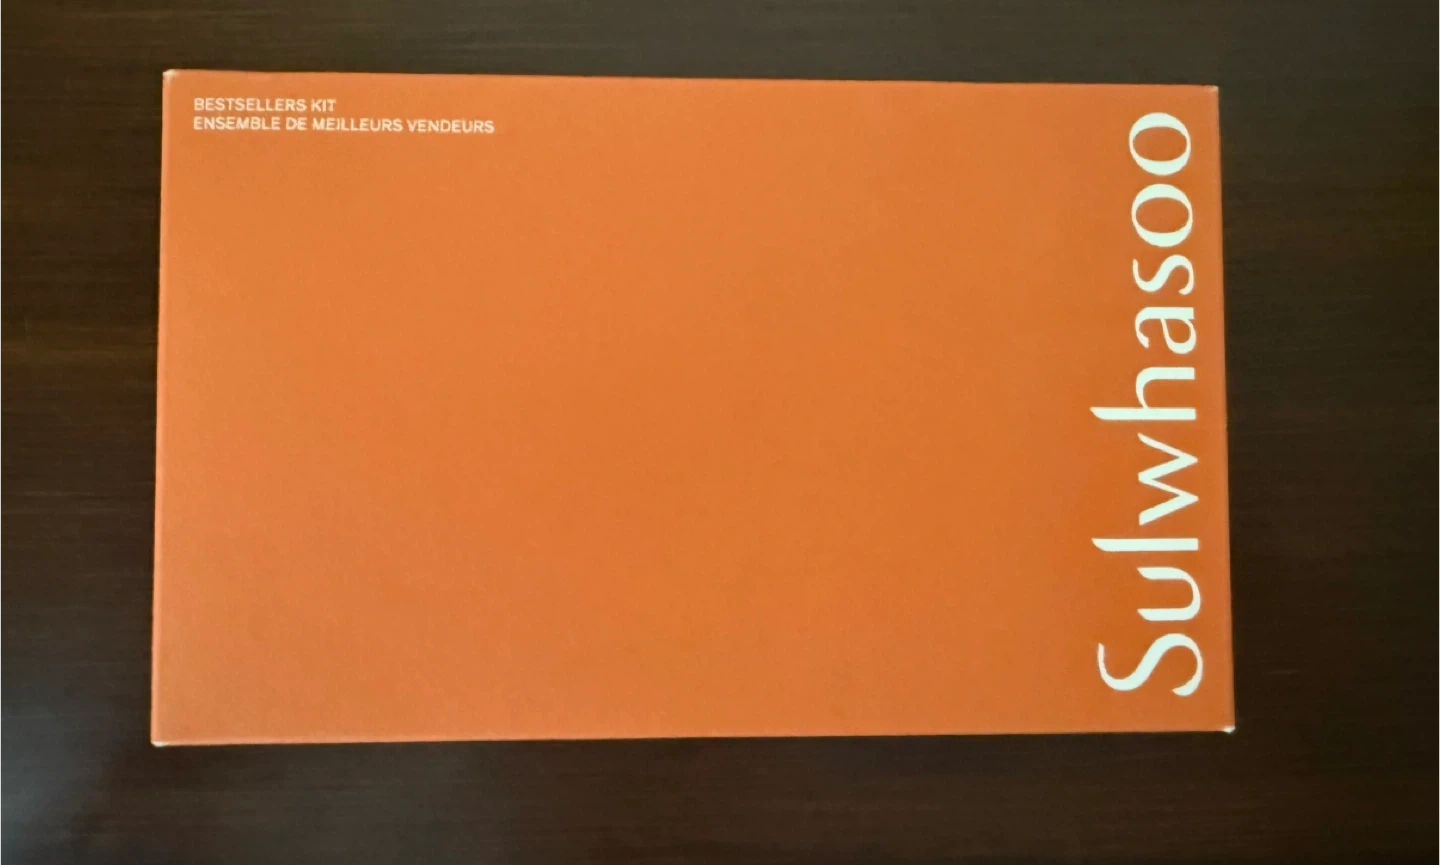 BESTSELLERS KIT
ENSEMBLE DE MEILLEURS VENDEURS
Sulwhasoo